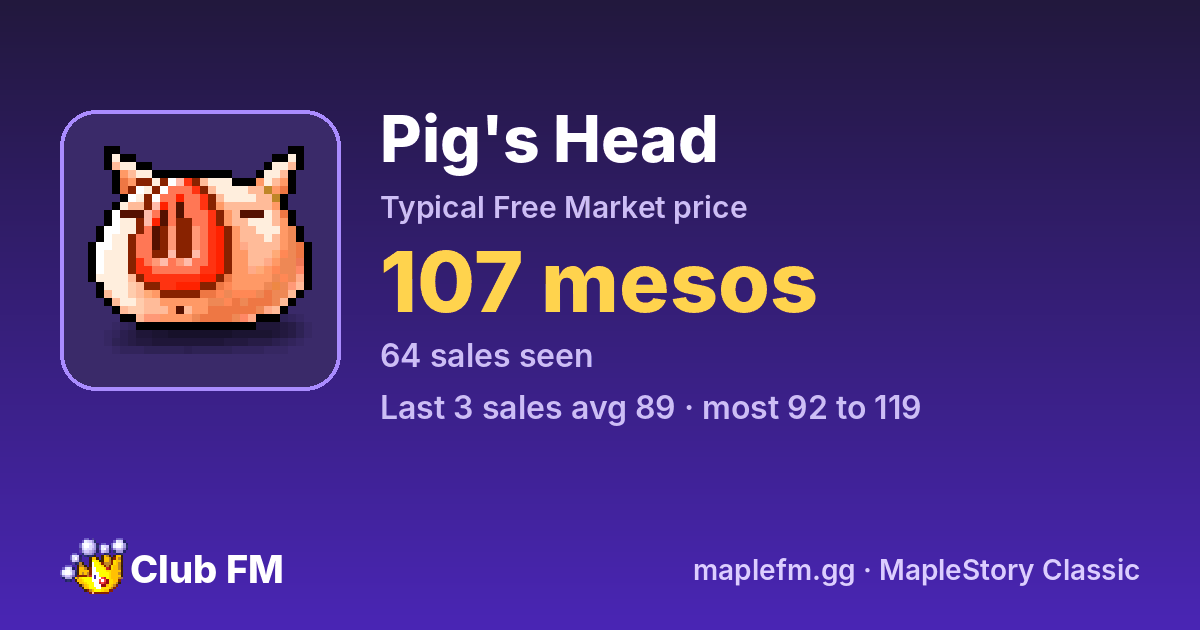 Pig's Head
Typical Free Market price
107 mesos
64 sales seen
Last 3 sales avg 89 · most 92 to 119
Club FM
maplefm.gg · MapleStory Classic